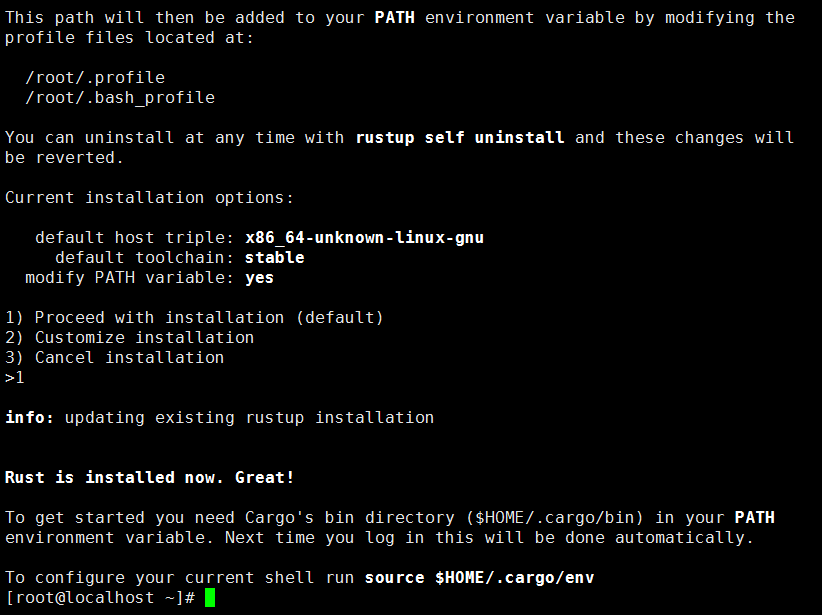 This path will then be added to your PATH environment variable by modifying the
profile files located at:
/root/.profile
/root/.bash_profile
You can uninstall at any time with rustup self uninstall and these changes will
be reverted.
Current installation options:
default host triple: x86_64-unknown-linux-gnu
default toolchain: stable
modify PATH variable: yes
1) Proceed with installation (default)
2) Customize installation
3) Cancel installation
>1
info: updating existing rustup installation
Rust is installed now. Great!
To get started you need Cargo's bin directory ($HOME/.cargo/bin) in your PATH
environment variable. Next time you log in this will be done automatically.
To configure your current shell run source $HOME/.cargo/env
[root@localhost ~]#